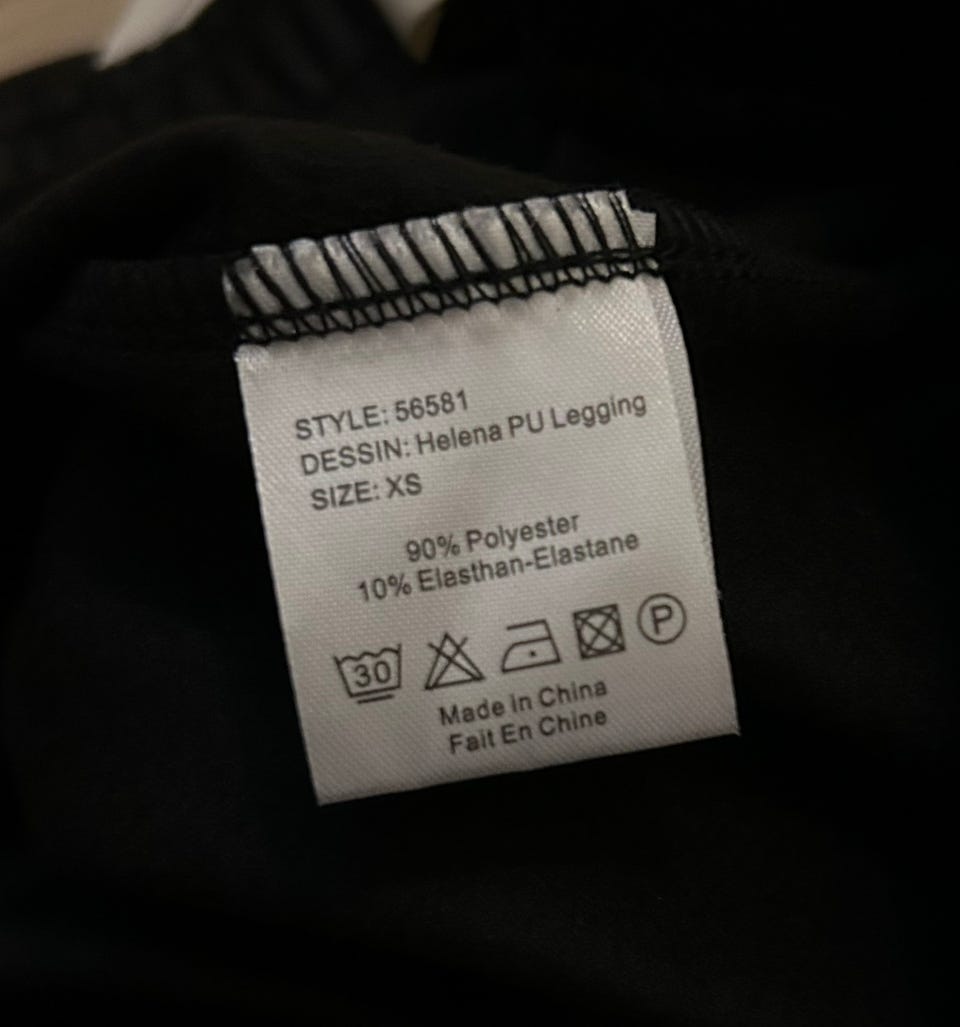 STYLE: 56581
DESSIN: Helena PU Legging
SIZE: XS
90% Polyester
10% Elasthan-Elastane
30 P
Made in China
Fait En Chine